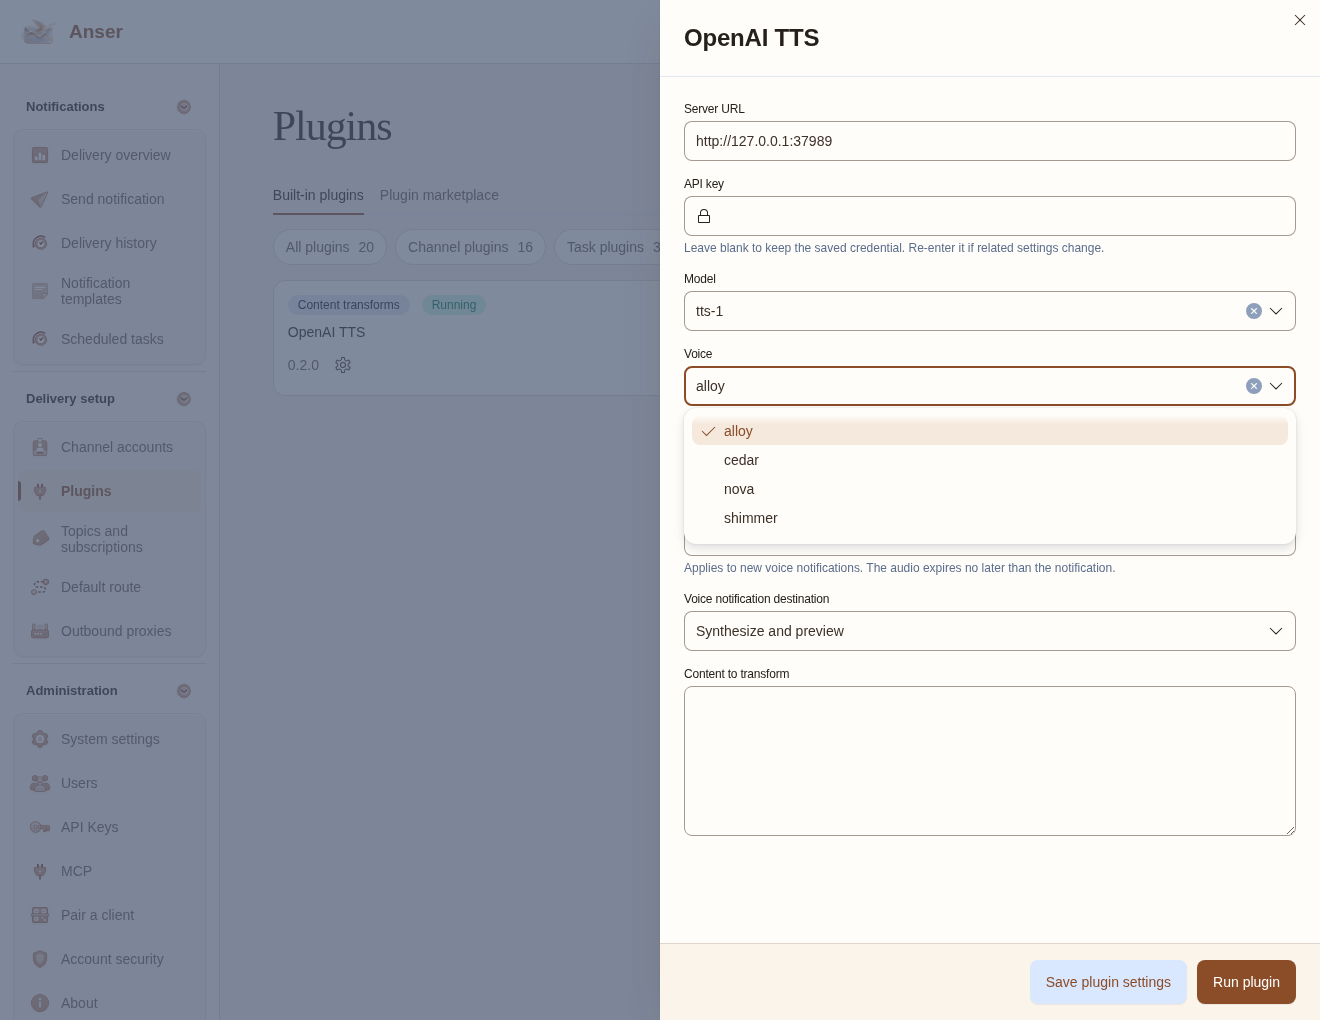 Anser
Notifications
Delivery overview
Send notification
Delivery history
Notification
templates
Scheduled tasks
Delivery setup
Channel accounts
Plugins
Topics and
subscriptions
Default route
Outbound proxies
Administration
System settings
Users
API Keys
MCP
Pair a client
Account security
About
Plugins
Built-in plugins Plugin marketplace
All plugins 20 Channel plugins 16 Task plugins 3
Content transforms Running
OpenAI TTS
0.2.0
OpenAI TTS
Server URL
http://127.0.0.1:37989
API key
Leave blank to keep the saved credential. Re-enter it if related settings change.
Model
tts-1
Voice
alloy
alloy
cedar
nova
shimmer
Applies to new voice notifications. The audio expires no later than the notification.
Voice notification destination
Synthesize and preview
Content to transform
Save plugin settings Run plugin